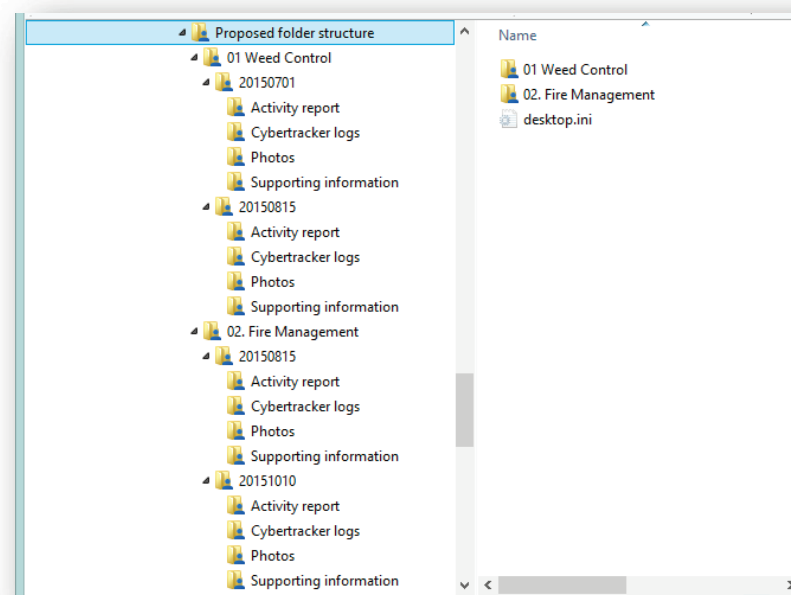 Proposed folder structure
01 Weed Control
20150701
Activity report
Cybertracker logs
Photos
Supporting information
20150815
Activity report
Cybertracker logs
Photos
Supporting information
02. Fire Management
20150815
Activity report
Cybertracker logs
Photos
Supporting information
20151010
Activity report
Cybertracker logs
Photos
Supporting information
Name
01 Weed Control
02. Fire Management
desktop.ini